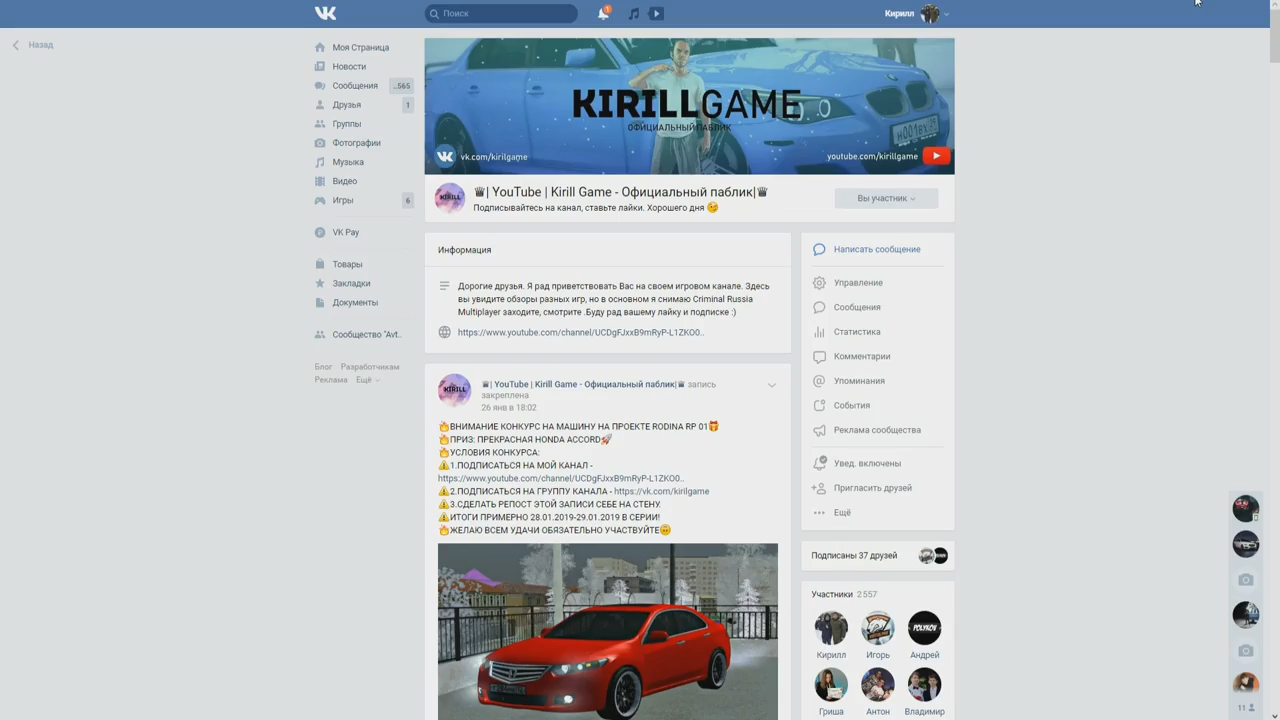 Поиск
1
Кирилл
Назад
Моя Страница
Новости
Сообщения
..565
Друзья
1
Группы
Фотографии
Музыка
Видео
Игры
6
VK Pay
Товары
Закладки
Документы
Сообщество "Avt..
Блог Разработчикам
Реклама Ещё
KIRILLGAME
ОФИЦИАЛЬНЫЙ ПАБЛИК
н001вя
vk.com/kirilgame
youtube.com/kirillgame
KIRILL
♛| YouTube | Kirill Game - Официальный паблик|♛
Подписывайтесь на канал, ставьте лайки. Хорошего дня 😉
Вы участник
Информация
Дорогие друзья. Я рад приветствовать Вас на своем игровом канале. Здесь
вы увидите обзоры разных игр, но в основном я снимаю Criminal Russia
Multiplayer заходите, смотрите .Буду рад вашему лайку и подписке :)
https://www.youtube.com/channel/UCDgFJxxB9mRyP-L1ZKO0..
KIRILL
♛| YouTube | Kirill Game - Официальный паблик|♛ запись
закреплена
26 янв в 18:02
👋ВНИМАНИЕ КОНКУРС НА МАШИНУ НА ПРОЕКТЕ RODINA RP 01🎁
👋ПРИЗ: ПРЕКРАСНАЯ HONDA ACCORD🚀
👋УСЛОВИЯ КОНКУРСА:
⚠1.ПОДПИСАТЬСЯ НА МОЙ КАНАЛ -
https://www.youtube.com/channel/UCDgFJxxB9mRyP-L1ZKO0..
⚠2.ПОДПИСАТЬСЯ НА ГРУППУ КАНАЛА - https://vk.com/kirilgame
⚠3.СДЕЛАТЬ РЕПОСТ ЭТОЙ ЗАПИСИ СЕБЕ НА СТЕНУ.
⚠ИТОГИ ПРИМЕРНО 28.01.2019-29.01.2019 В СЕРИИ!
👋ЖЕЛАЮ ВСЕМ УДАЧИ ОБЯЗАТЕЛЬНО УЧАСТВУЙТЕ🙃
Написать сообщение
Управление
Сообщения
Статистика
Комментарии
Упоминания
События
Реклама сообщества
Увед. включены
Пригласить друзей
Ещё
Подписаны 37 друзей
Участники 2 557
POLYKOV
Кирилл Игорь Андрей
Гриша Антон Владимир
11